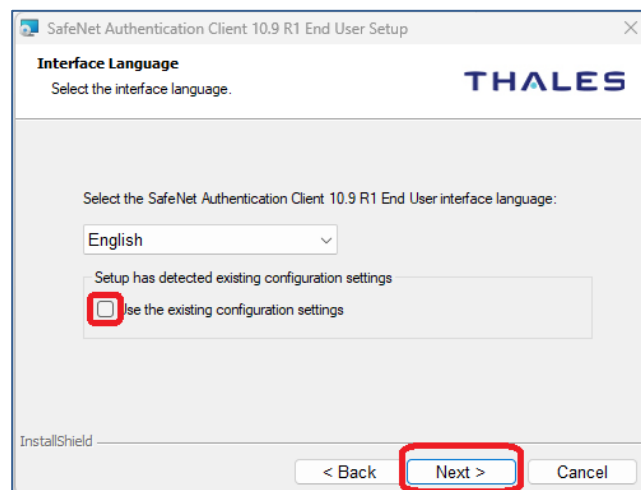 SafeNet Authentication Client 10.9 R1 End User Setup
Interface Language
Select the interface language.
THALES
Select the SafeNet Authentication Client 10.9 R1 End User interface language:
English
Setup has detected existing configuration settings
Use the existing configuration settings
InstallShield
< Back
Next >
Cancel